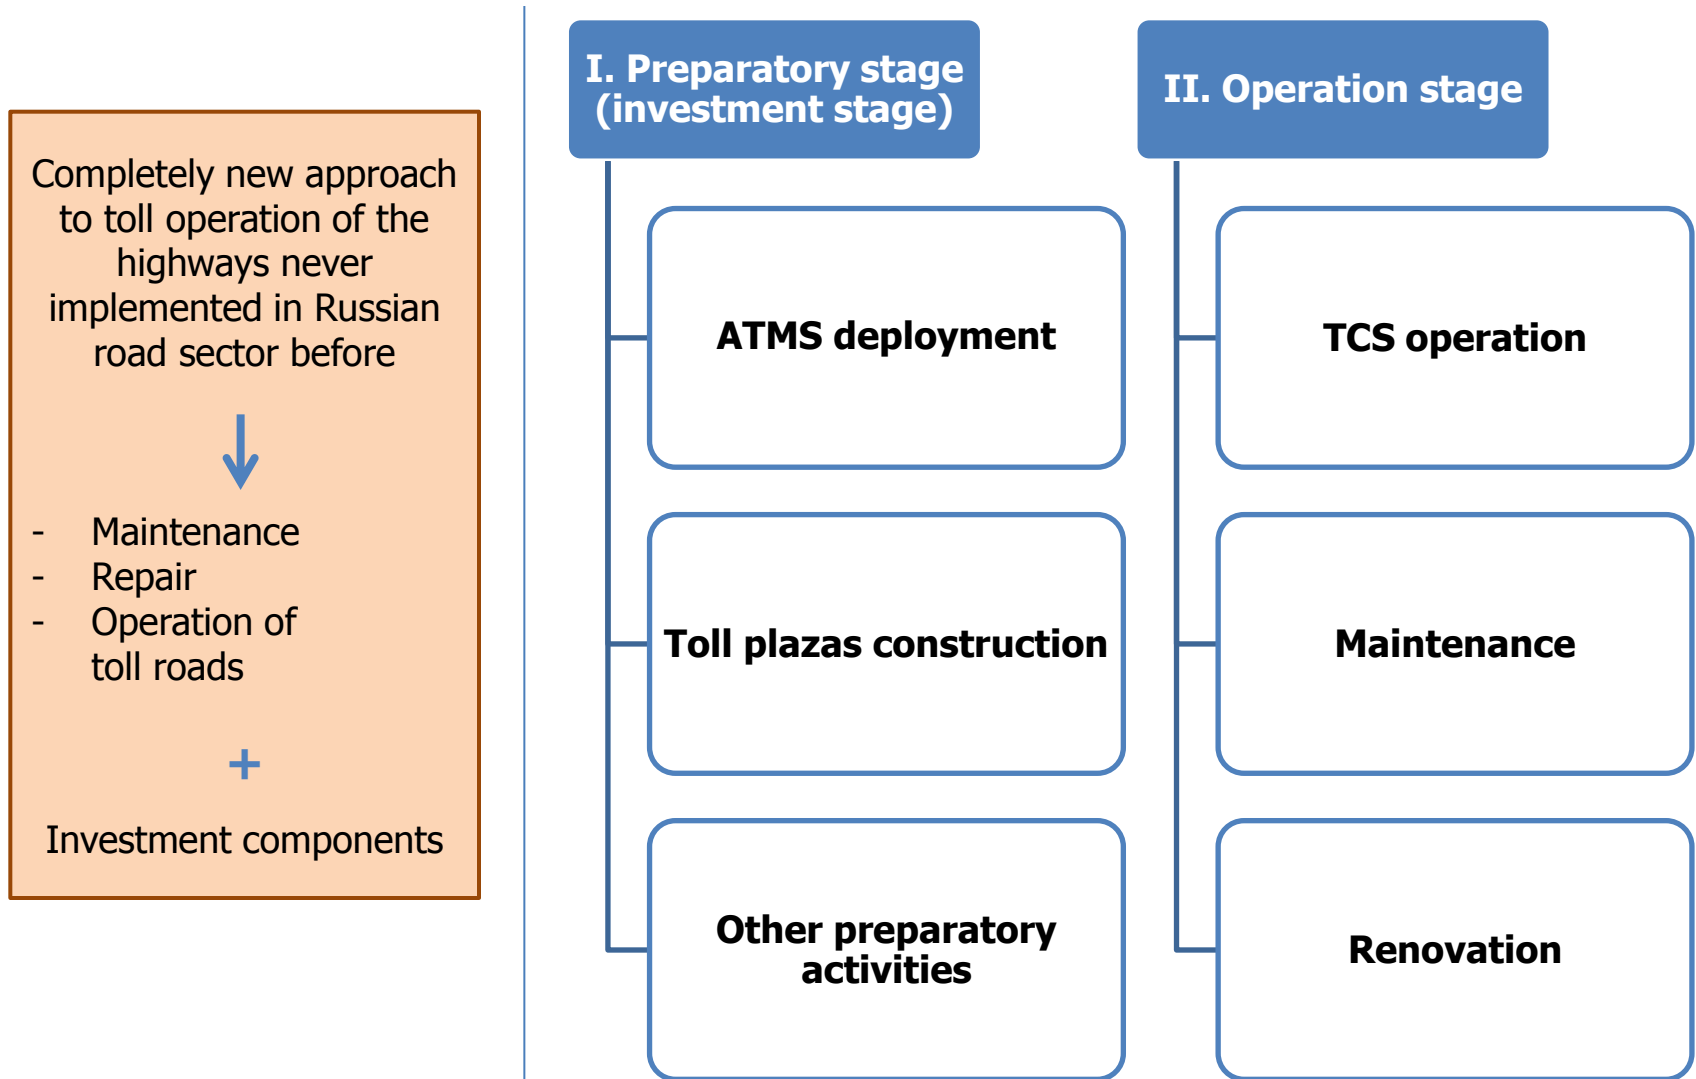 Completely new approach
to toll operation of the
highways never
implemented in Russian
road sector before
- Maintenance
- Repair
- Operation of
toll roads
+
Investment components
I. Preparatory stage
(investment stage)
ATMS deployment
Toll plazas construction
Other preparatory
activities
II. Operation stage
TCS operation
Maintenance
Renovation